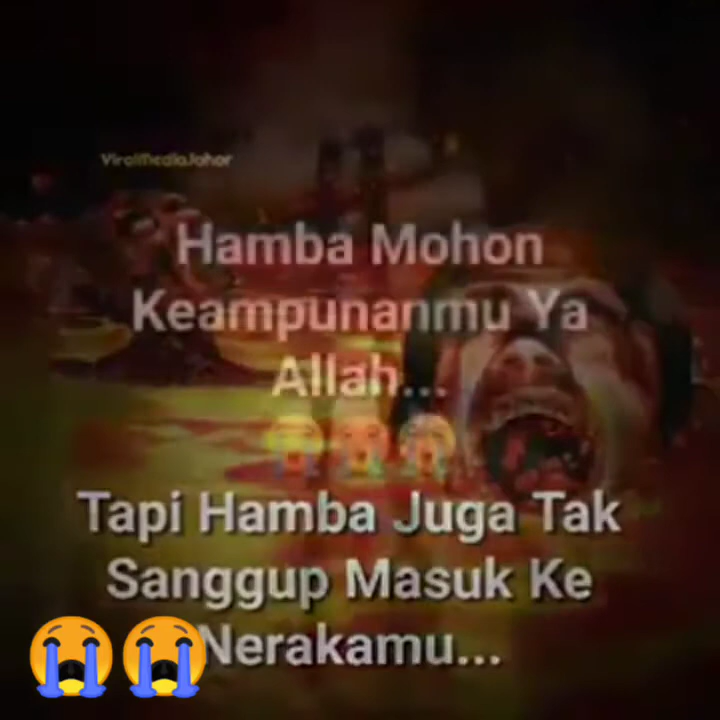 ViralMediaJohor
Hamba Mohon
Keampunanmu Ya
Allah...
😭😭😭
Tapi Hamba Juga Tak
Sanggup Masuk Ke
😭😭Nerakamu...